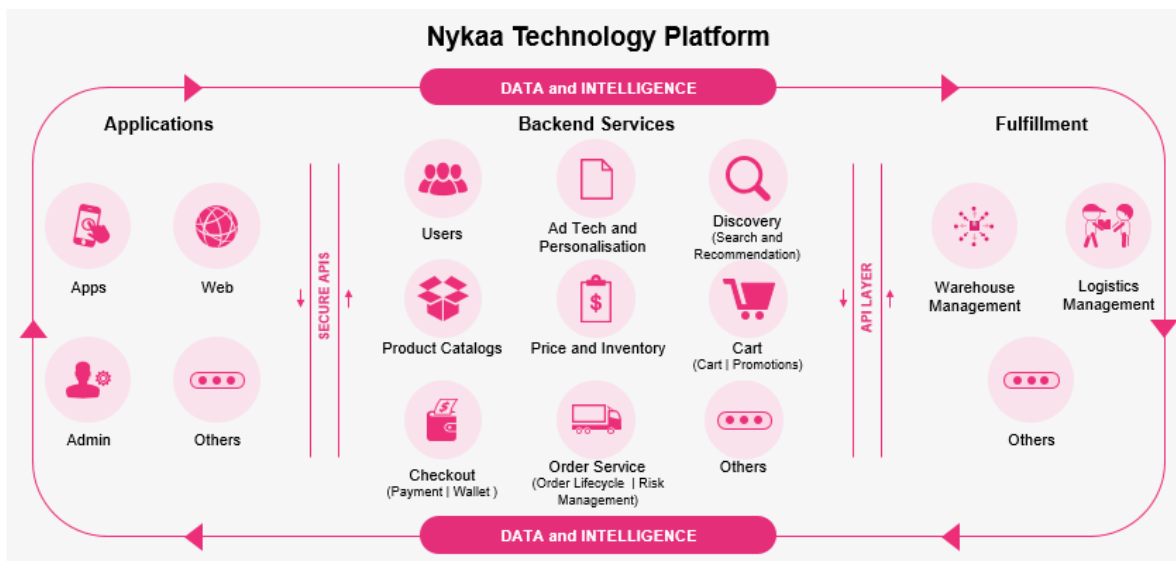 Nykaa Technology Platform
DATA and INTELLIGENCE
Applications
Backend Services
Fulfillment
Apps
Web
Admin
Others
SECURE APIS
Users
Ad Tech and
Personalisation
Discovery
(Search and
Recommendation)
Product Catalogs
Price and Inventory
Cart
(Cart | Promotions)
Checkout
(Payment | Wallet )
Order Service
(Order Lifecycle | Risk
Management)
Others
API LAYER
Warehouse
Management
Logistics
Management
Others
DATA and INTELLIGENCE